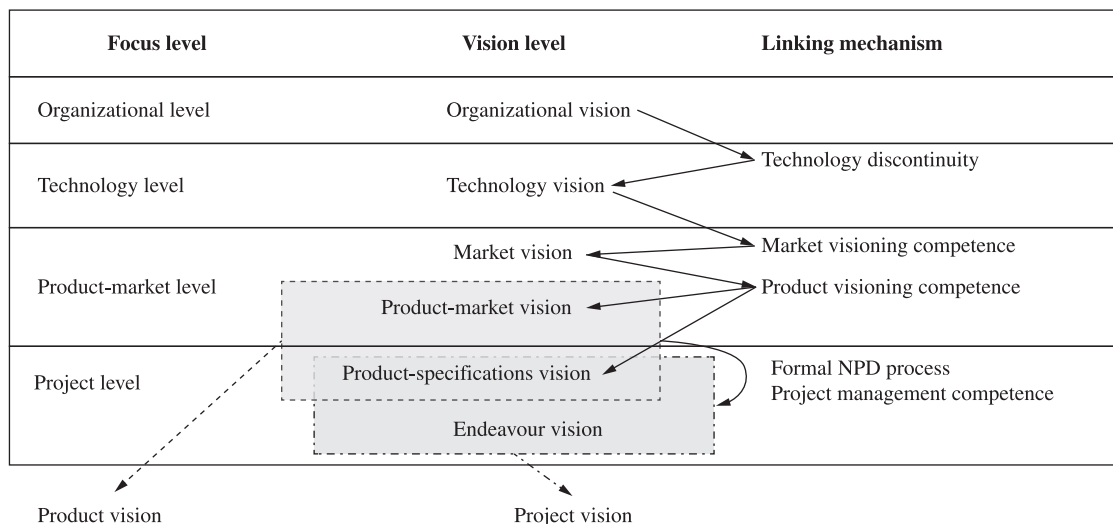 Focus level Vision level Linking mechanism
Organizational level Organizational vision
Technology discontinuity
Technology level Technology vision
Market vision Market visioning competence
Product-market level Product visioning competence
Product-market vision
Project level Product-specifications vision Formal NPD process
Project management competence
Endeavour vision
Product vision Project vision